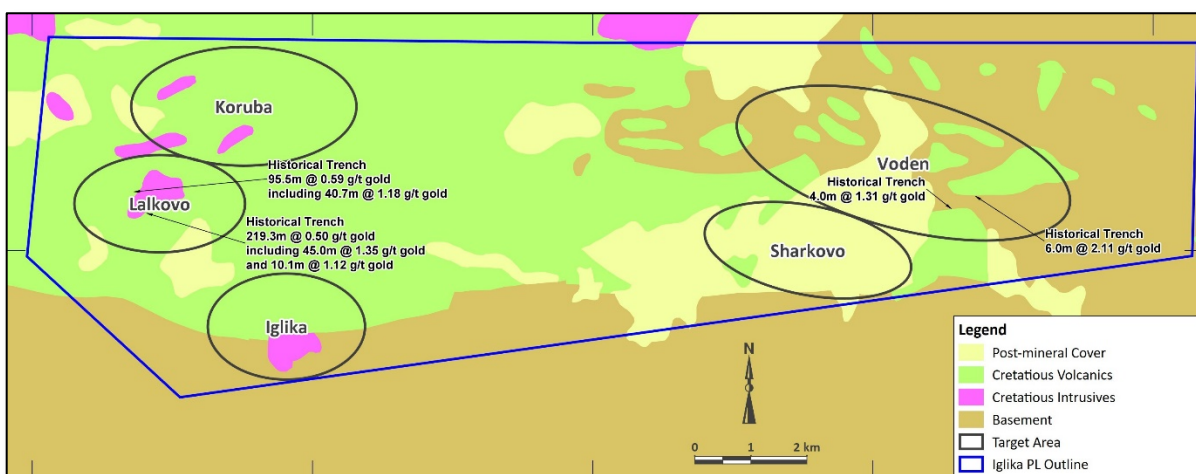 Koruba
Historical Trench
95.5m @ 0.59 g/t gold
including 40.7m @ 1.18 g/t gold
Lalkovo
Historical Trench
219.3m @ 0.50 g/t gold
including 45.0m @ 1.35 g/t gold
and 10.1m @ 1.12 g/t gold
Iglika
Voden
Historical Trench
4.0m @ 1.31 g/t gold
Historical Trench
6.0m @ 2.11 g/t gold
Sharkovo
N
0 1 2 km
Legend
Post-mineral Cover
Cretatious Volcanics
Cretatious Intrusives
Basement
Target Area
Iglika PL Outline